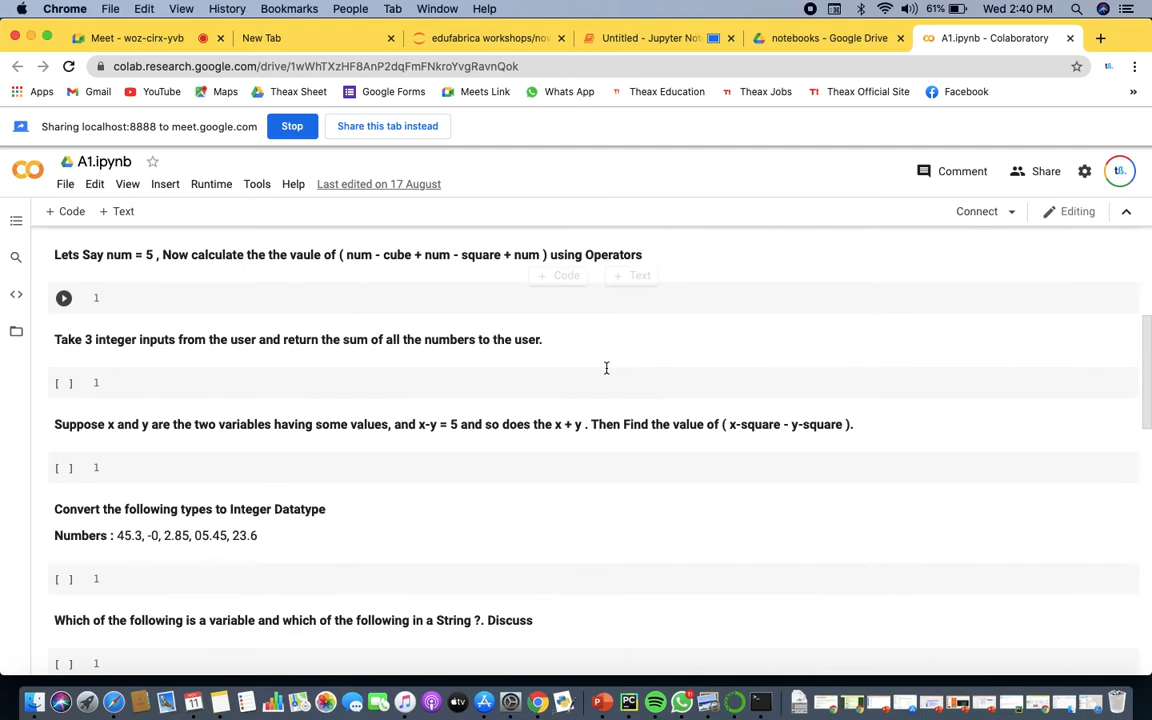 Chrome File Edit View History Bookmarks People Tab Window Help 61% Wed 2:40 PM
Meet - woz-cirx-yvb New Tab edufabrica workshops/nov Untitled - Jupyter Not notebooks - Google Drive A1.ipynb - Colaboratory
colab.research.google.com/drive/1wWhTXzHF8AnP2dqFmFNkroYvgRavnQok
Apps Gmail YouTube Maps Theax Sheet Google Forms Meets Link Whats App Theax Education Theax Jobs Theax Official Site Facebook »
Sharing localhost:8888 to meet.google.com Stop Share this tab instead
A1.ipynb
Comment Share
File Edit View Insert Runtime Tools Help Last edited on 17 August
+ Code + Text Connect Editing
Lets Say num = 5 , Now calculate the the vaule of ( num - cube + num - square + num ) using Operators
+ Code + Text
1
Take 3 integer inputs from the user and return the sum of all the numbers to the user.
[ ] 1
Suppose x and y are the two variables having some values, and x-y = 5 and so does the x + y . Then Find the value of ( x-square - y-square ).
[ ] 1
Convert the following types to Integer Datatype
Numbers : 45.3, -0, 2.85, 05.45, 23.6
[ ] 1
Which of the following is a variable and which of the following in a String ?. Discuss
[ ] 1